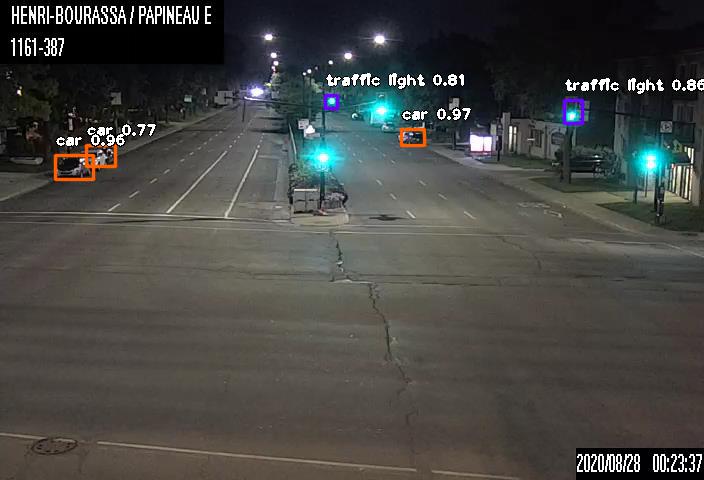 HENRI-BOURASSA / PAPINEAU E
1161-387
traffic light 0.81
traffic light 0.86
car 0.97
car 0.77
car 0.96
2020/08/28 00:23:37